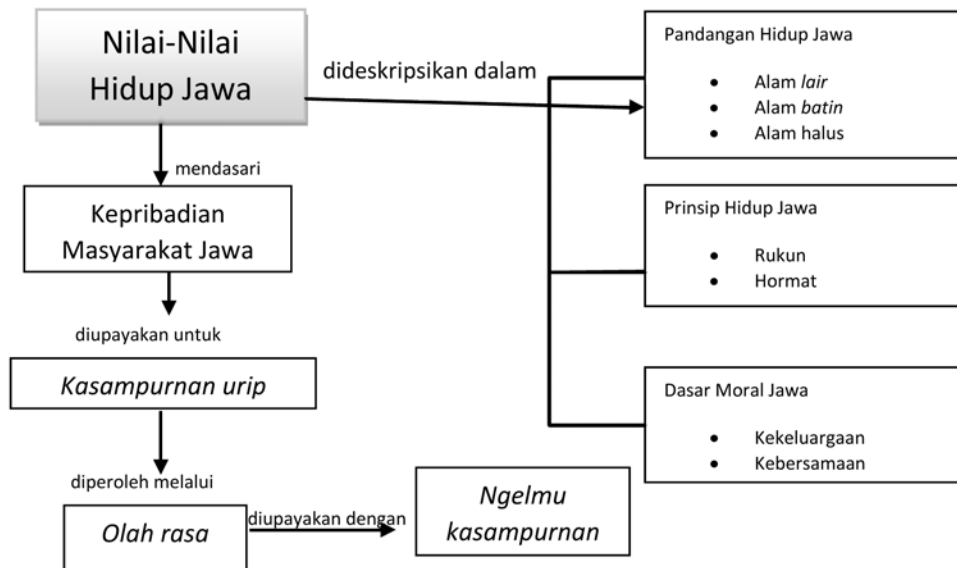 Nilai-Nilai
Hidup Jawa
dideskripsikan dalam
mendasari
Kepribadian
Masyarakat Jawa
diupayakan untuk
Kasampurnan urip
diperoleh melalui
Olah rasa
diupayakan dengan
Ngelmu
kasampurnan
Pandangan Hidup Jawa
• Alam lair
• Alam batin
• Alam halus
Prinsip Hidup Jawa
• Rukun
• Hormat
Dasar Moral Jawa
• Kekeluargaan
• Kebersamaan